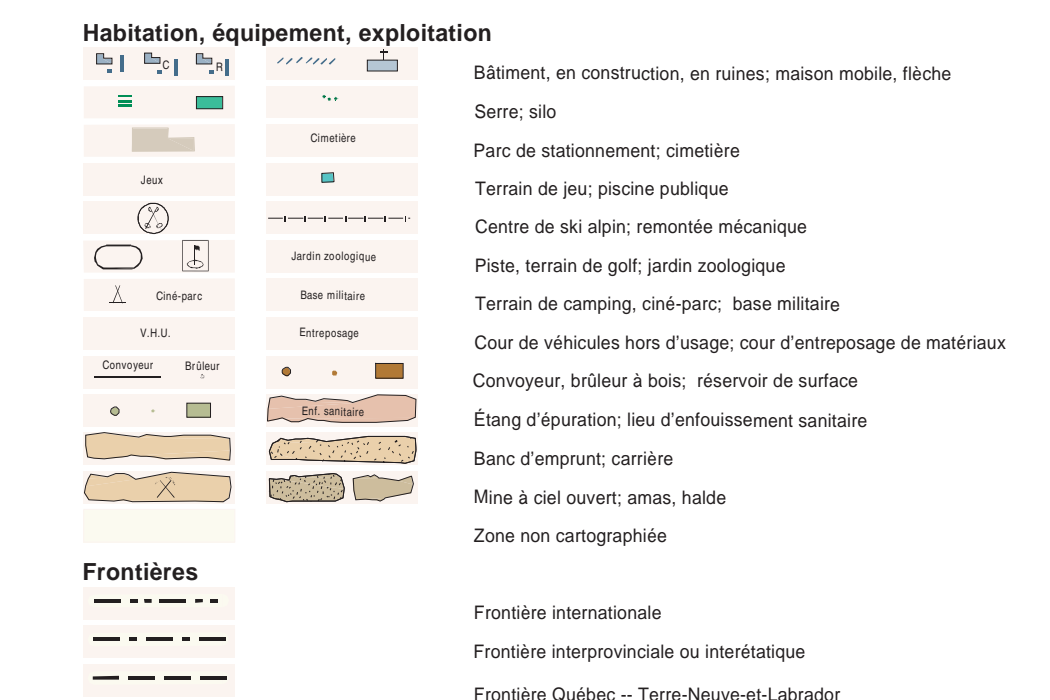 Habitation, équipement, exploitation
C R Bâtiment, en construction, en ruines; maison mobile, flèche
Serre; silo
Cimetière Parc de stationnement; cimetière
Jeux Terrain de jeu; piscine publique
Centre de ski alpin; remontée mécanique
Jardin zoologique Piste, terrain de golf; jardin zoologique
Ciné-parc Base militaire Terrain de camping, ciné-parc; base militaire
V.H.U. Entreposage Cour de véhicules hors d'usage; cour d'entreposage de matériaux
Convoyeur Brûleur Convoyeur, brûleur à bois; réservoir de surface
Enf. sanitaire Étang d'épuration; lieu d'enfouissement sanitaire
Banc d'emprunt; carrière
Mine à ciel ouvert; amas, halde
Zone non cartographiée
Frontières
Frontière internationale
Frontière interprovinciale ou interétatique
Frontière Québec -- Terre-Neuve-et-Labrador